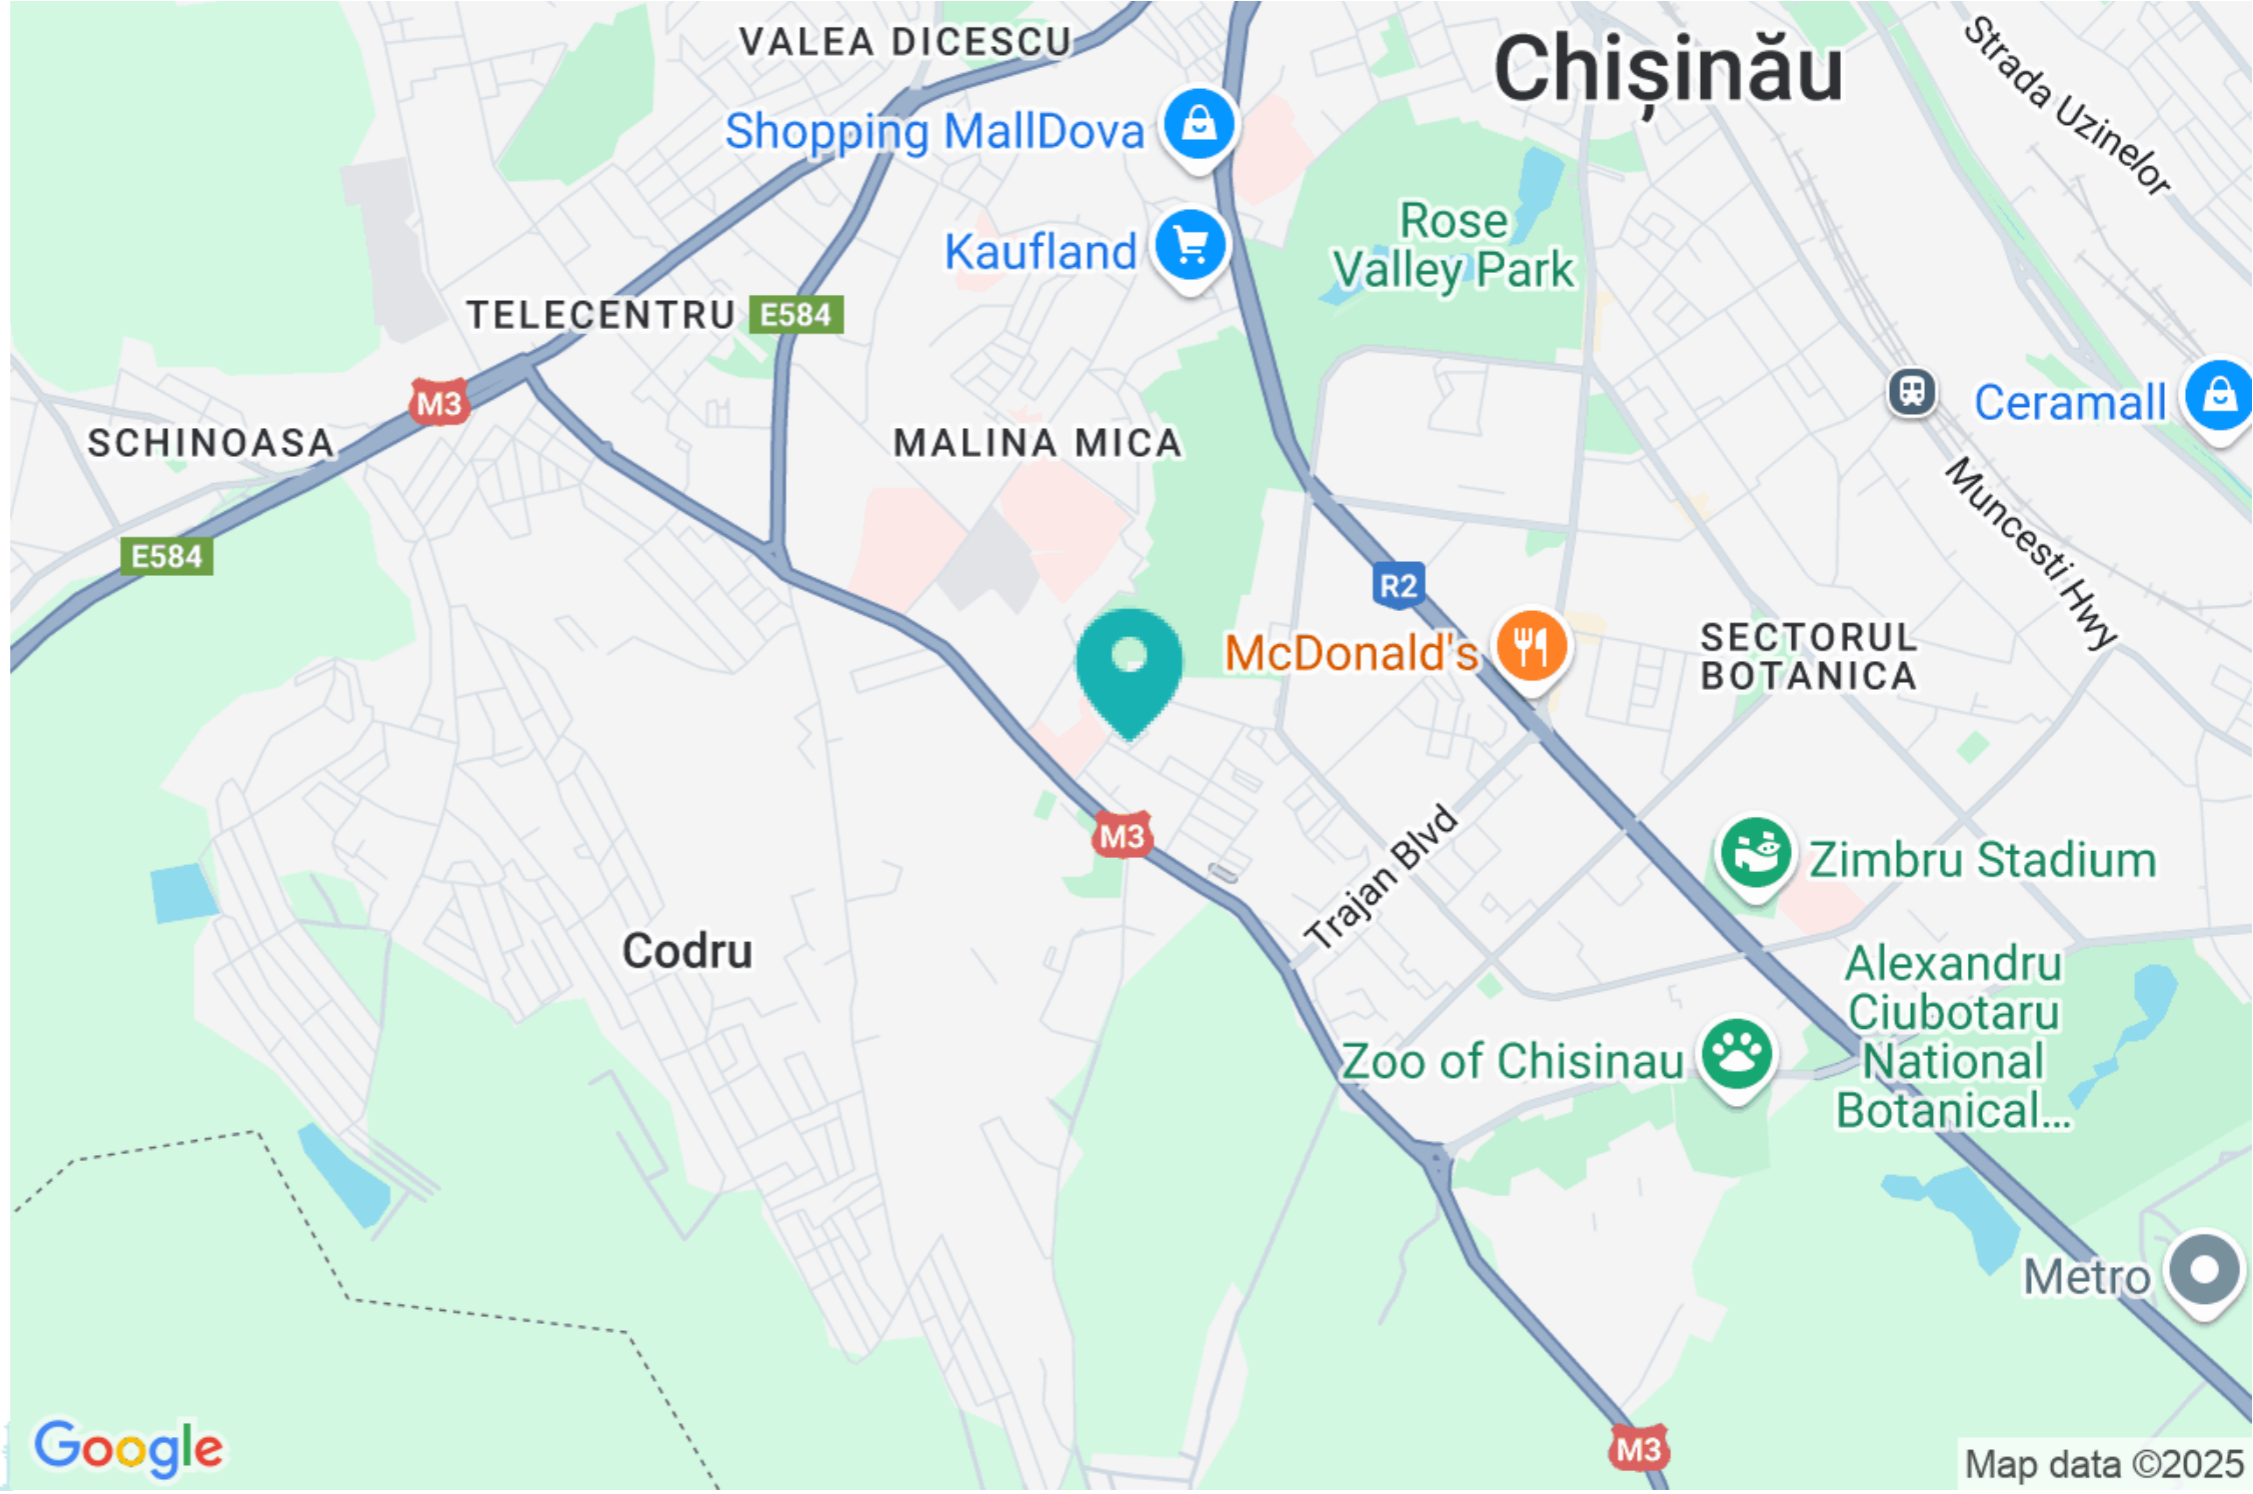 VALEA DICESCU
Chișinău
Strada Uzinelor
Shopping MallDova
Rose
Valley Park
Kaufland
TELECENTRU
E584
M3
Ceramall
SCHINOASA
MALINA MICA
E584
R2
Muncesti Hwy
McDonald's
SECTORUL
BOTANICA
M3
Trajan Blvd
Zimbru Stadium
Codru
Alexandru
Ciubotaru
National
Botanical...
Zoo of Chisinau
Metro
M3
Google
Map data ©2025